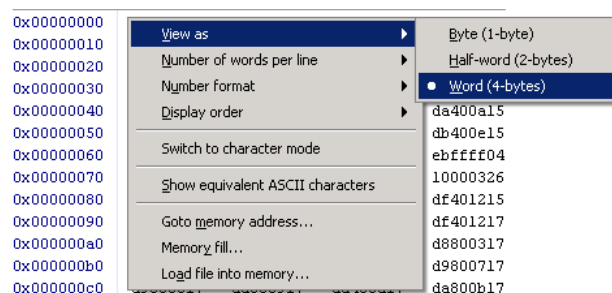 0x00000000
View as
Byte (1-byte)
0x00000010
Number of words per line
Half-word (2-bytes)
0x00000020
Number format
Word (4-bytes)
0x00000030
Display order
0x00000040 da400a15
0x00000050 db400e15
Switch to character mode
0x00000060 ebffff04
0x00000070 10000326
Show equivalent ASCII characters
0x00000080 df401215
0x00000090 df401217
Goto memory address...
0x000000a0 d8800317
Memory fill...
0x000000b0 d9800717
Load file into memory...
0x000000c0 da800b17